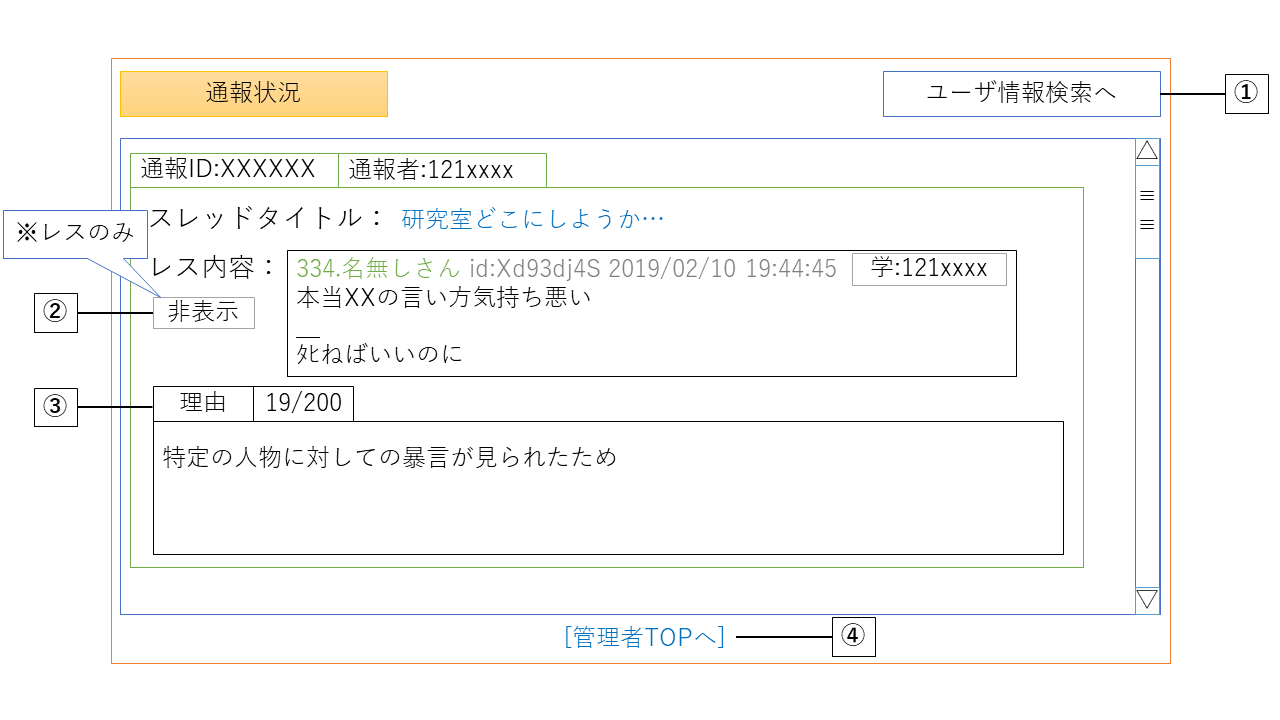 通報状況
ユーザ情報検索へ
①
通報ID:XXXXXX
通報者:121xxxx
スレッドタイトル：
研究室どこにしようか…
※レスのみ
レス内容：
334.名無しさん id:Xd93dj4S 2019/02/10 19:44:45
学:121xxxx
本当XXの言い方気持ち悪い
死ねばいいのに
②
非表示
③
理由
19/200
特定の人物に対しての暴言が見られたため
[管理者TOPへ]
④